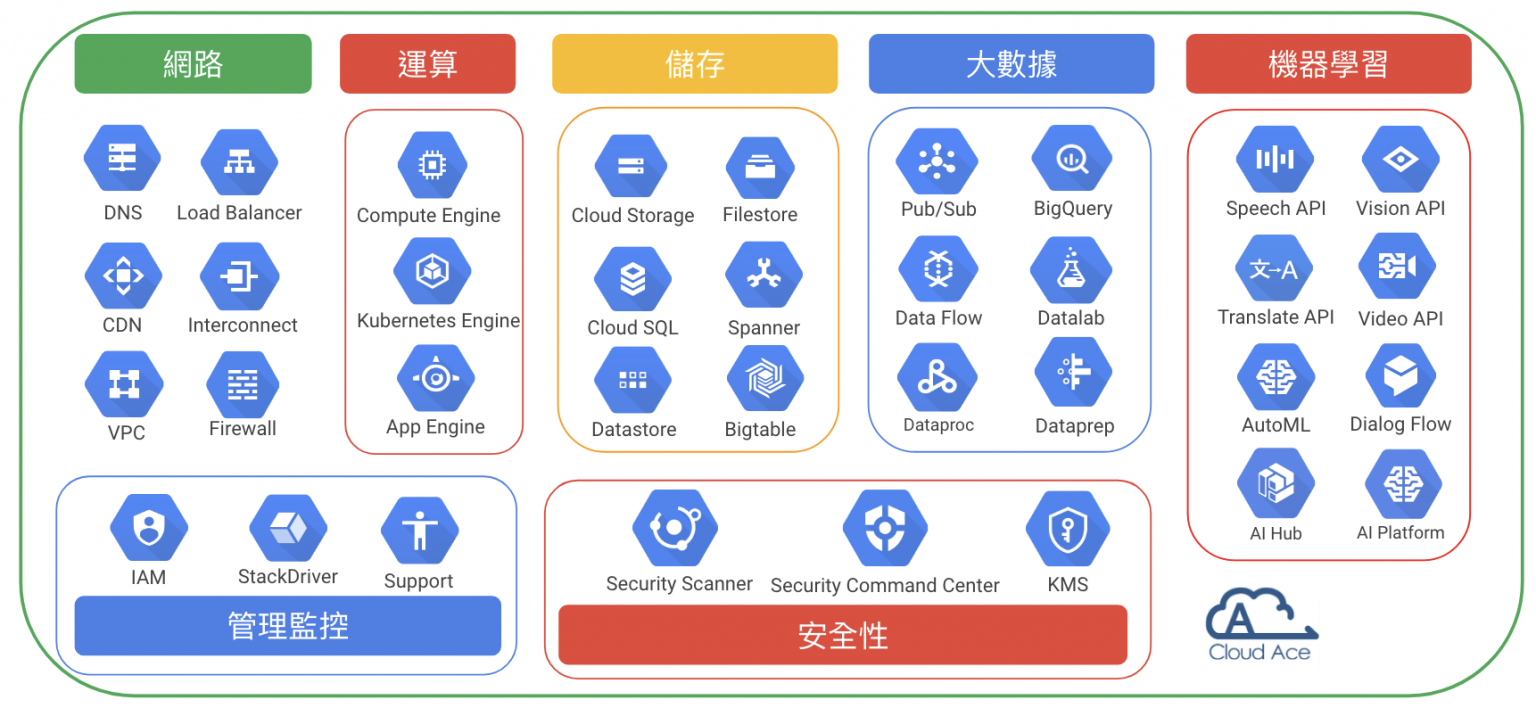 網路
運算
儲存
大數據
機器學習
DNS
Load Balancer
CDN
Interconnect
VPC
Firewall
Compute Engine
Kubernetes Engine
App Engine
Cloud Storage
Filestore
Cloud SQL
Spanner
Datastore
Bigtable
Pub/Sub
BigQuery
Data Flow
Datalab
Dataproc
Dataprep
Speech API
Vision API
文→A
Translate API
Video API
AutoML
Dialog Flow
AI Hub
AI Platform
IAM
StackDriver
Support
管理監控
Security Scanner
Security Command Center
KMS
安全性
A
Cloud Ace